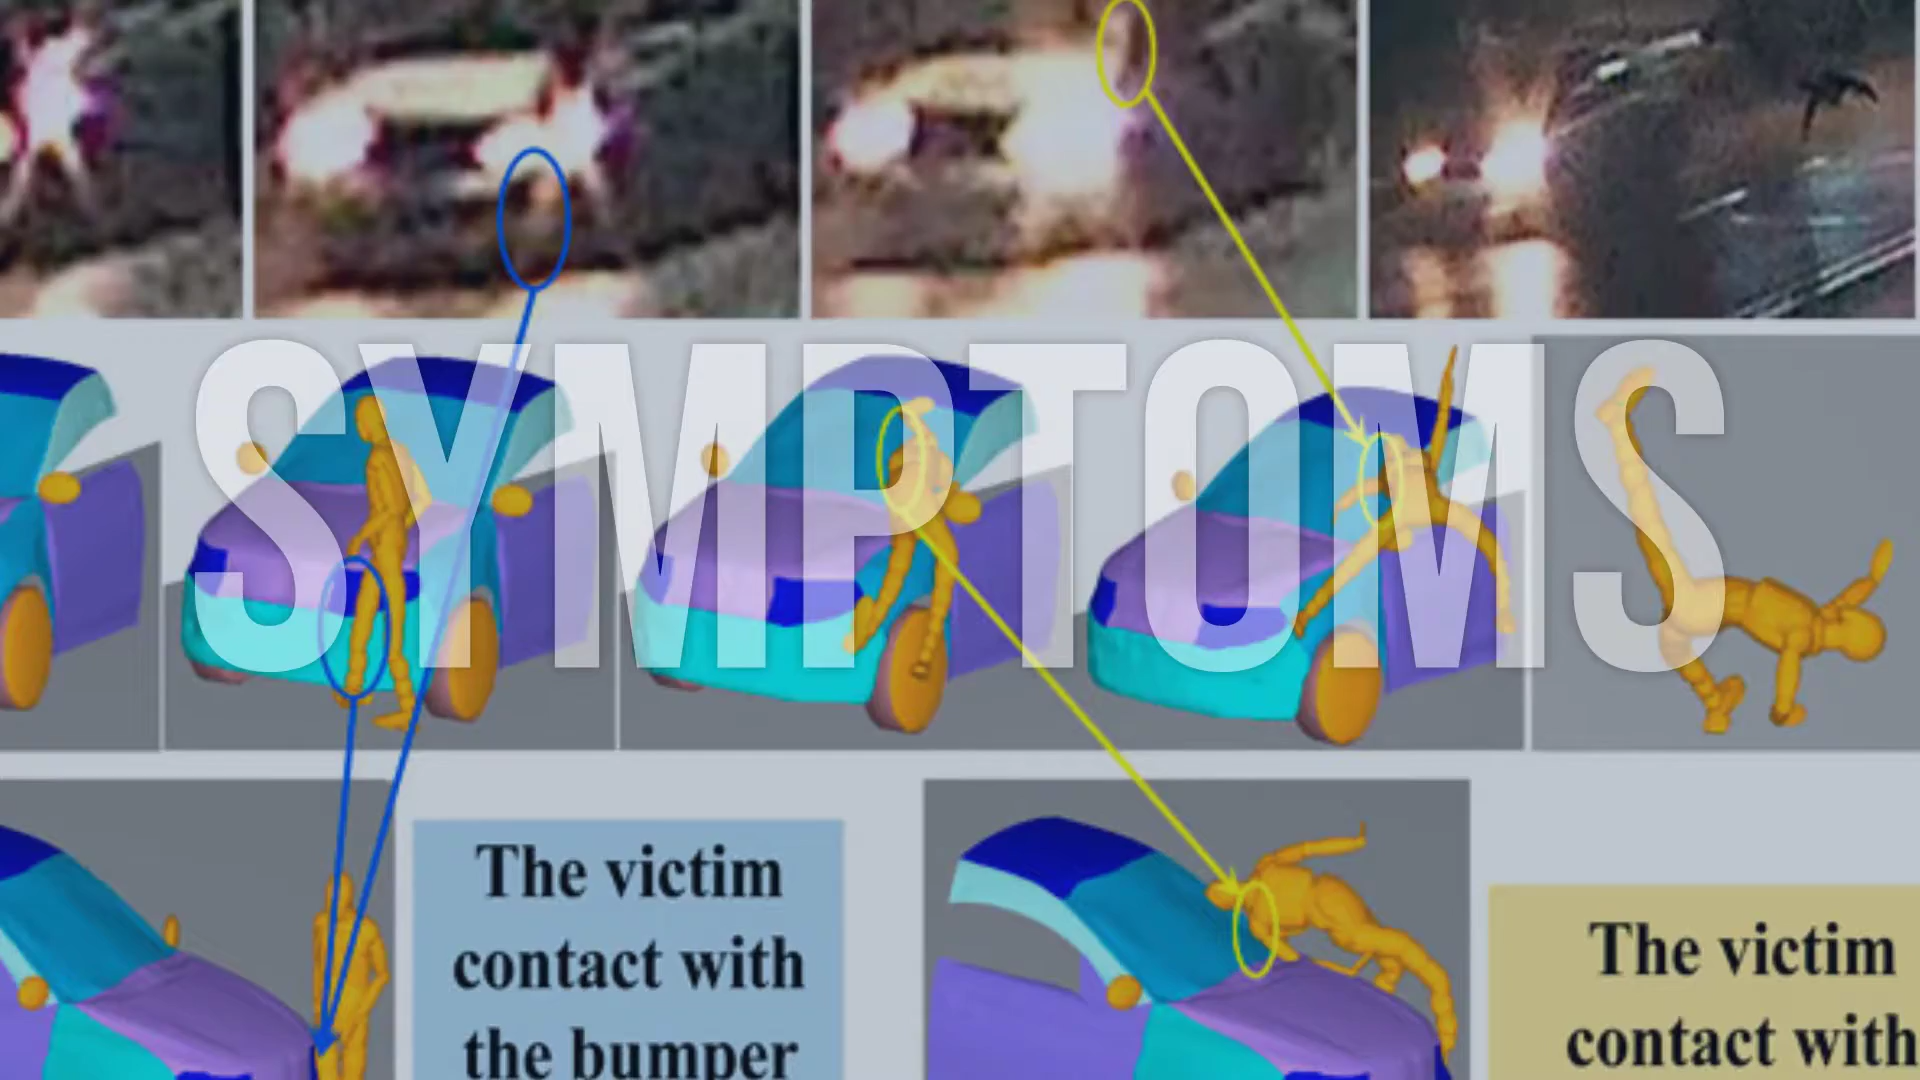 SYMPTOMS
The victim
contact with
the bumper
The victim
contact with